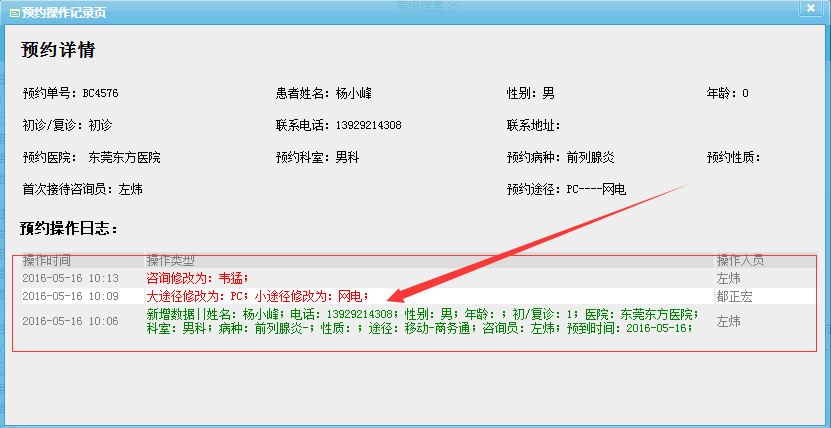 预约操作记录页
高级搜索
预约详情
预约单号：BC4576 患者姓名：杨小峰 性别：男 年龄：0
初诊/复诊：初诊 联系电话：13929214308 联系地址：
预约医院： 东莞东方医院 预约科室：男科 预约病种：前列腺炎 预约性质：
首次接待咨询员：左炜 预约途径：PC----网电
预约操作日志：
操作时间 操作类型 操作人员
2016-05-16 10:13 咨询修改为：韦猛； 左炜
2016-05-16 10:09 大途径修改为：PC；小途径修改为：网电； 都正宏
2016-05-16 10:06 新增数据||姓名：杨小峰；电话：13929214308；性别：男；年龄：；初/复诊：1；医院：东莞东方医院； 左炜
科室：男科；病种：前列腺炎-；性质：；途径：移动-商务通；咨询员：左炜；预到时间：2016-05-16；